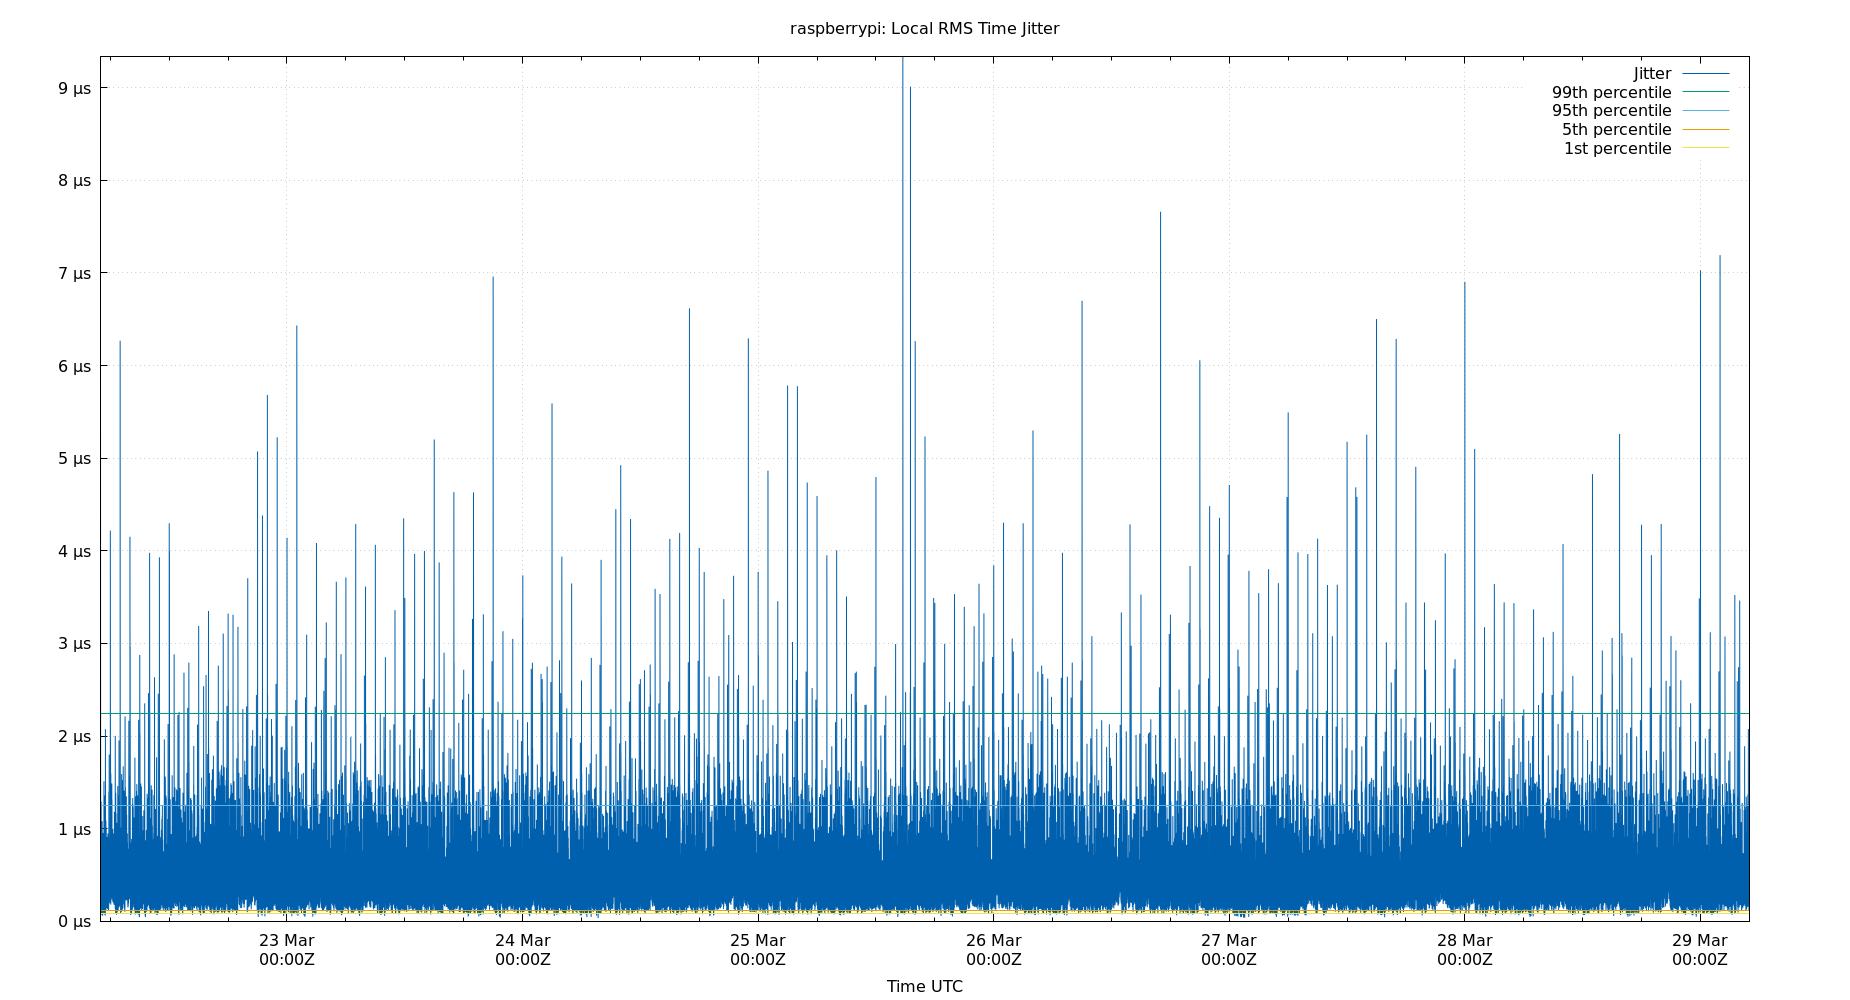 raspberrypi: Local RMS Time Jitter
Jitter
99th percentile
95th percentile
5th percentile
1st percentile
9 µs
8 µs
7 µs
6 µs
5 µs
4 µs
3 µs
2 µs
1 µs
0 µs
23 Mar 24 Mar 25 Mar 26 Mar 27 Mar 28 Mar 29 Mar
00:00Z 00:00Z 00:00Z 00:00Z 00:00Z 00:00Z 00:00Z
Time UTC